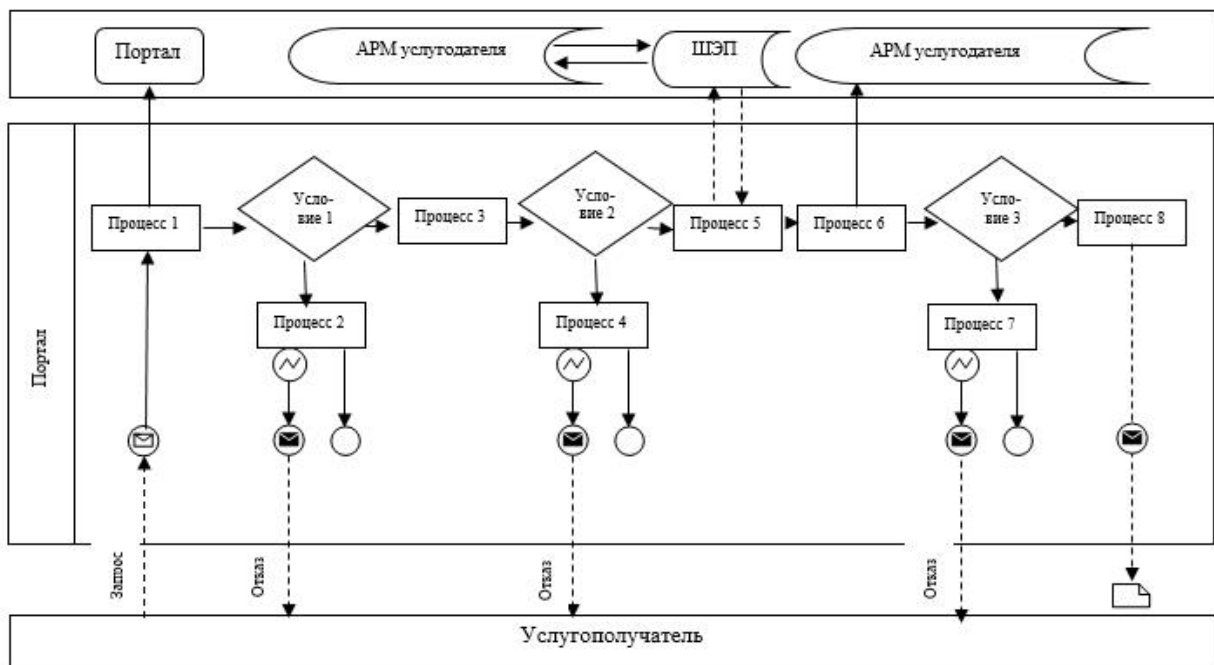 Портал
АРМ услугодателя
ШЭП
АРМ услугодателя
Портал
Процесс 1
Усло-
вие 1
Процесс 3
Усло-
вие 2
Процесс 5
Процесс 6
Усло-
вие 3
Процесс 8
Процесс 2
Процесс 4
Процесс 7
Запрос
Отказ
Отказ
Отказ
Услугополучатель